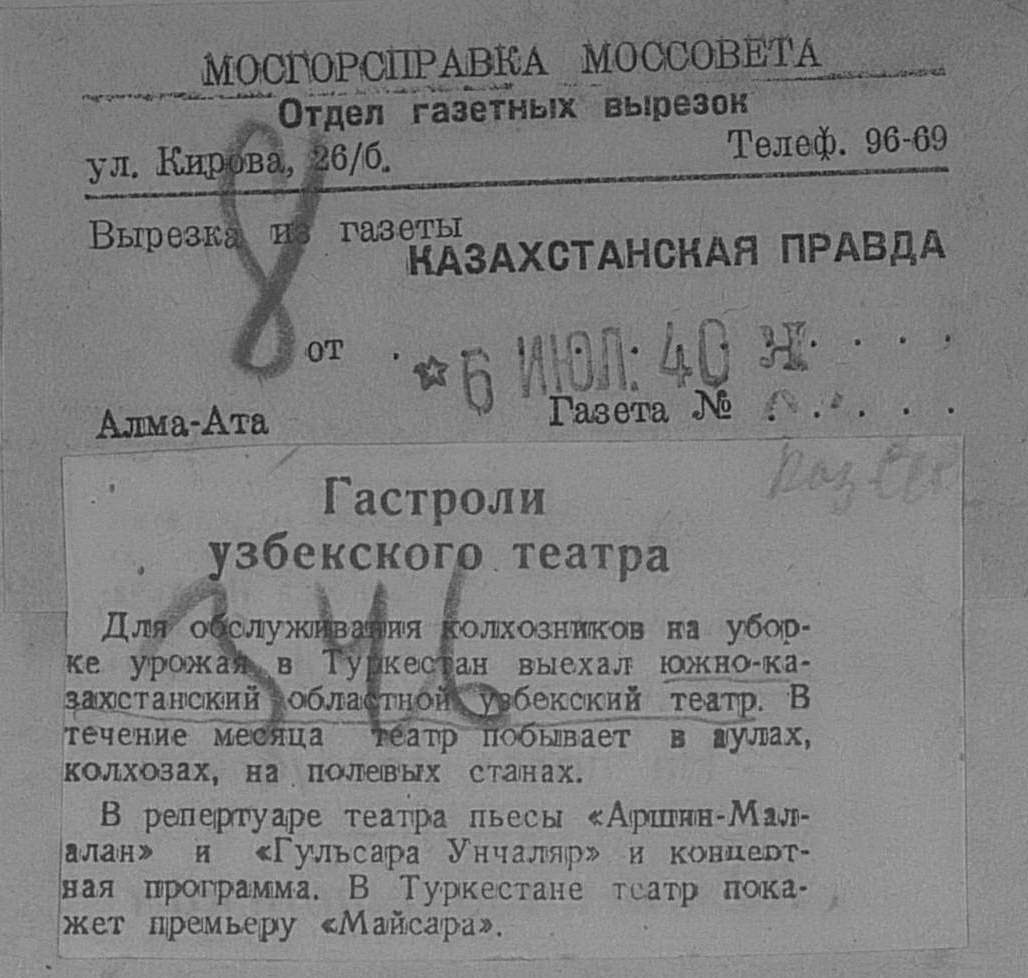 МОСГОРСПРАВКА МОССОВЕТА
Отдел газетных вырезок
ул. Кирова, 26/б. Телеф. 96-69
Вырезка из газеты
КАЗАХСТАНСКАЯ ПРАВДА
от 6 ИЮЛ. 40
Алма-Ата Газета №
8
Гастроли
узбекского театра
346
Для обслуживания колхозников на убор-
ке урожая в Туркестан выехал южно-ка-
захстанский областной узбекский театр. В
течение месяца театр побывает в аулах,
колхозах, на полевых станах.
В репертуаре театра пьесы «Аршин-Мал-
алан» и «Гульсара Унчаляр» и концерт-
ная программа. В Туркестане театр пока-
жет премьеру «Майсара».